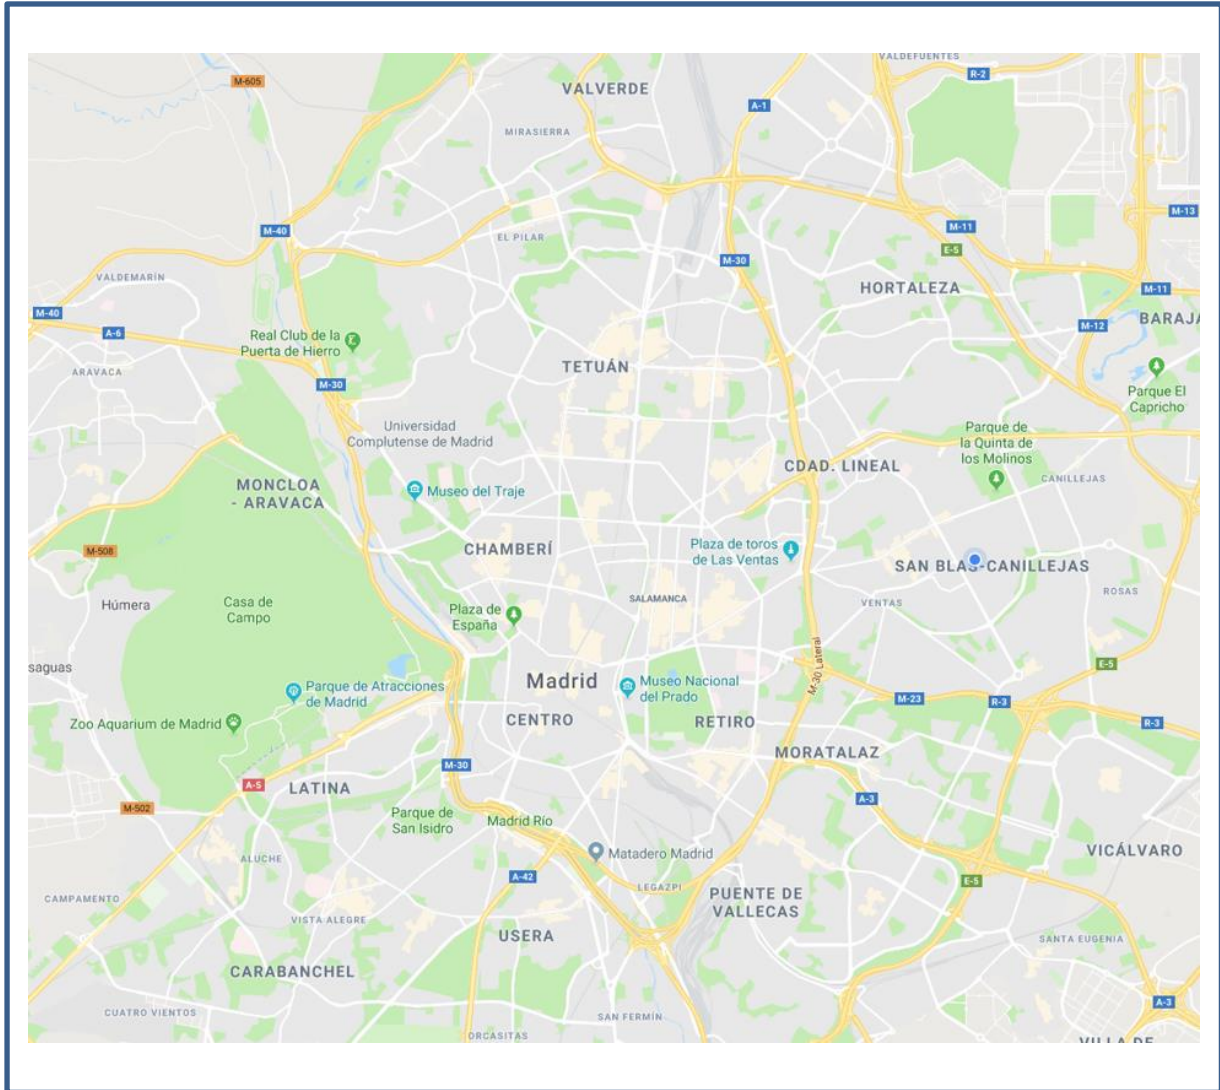 VALDEFUENTES
R-2
M-605
VALVERDE
A-1
MIRASIERRA
M-13
M-40
M-11
EL PILAR
E-5
M-30
VALDEMARÍN
HORTALEZA
M-11
M-40
A-6
Real Club de la
Puerta de Hierro
M-12
BARAJA
ARAVACA
TETUÁN
M-30
Parque El
Capricho
Universidad
Complutense de Madrid
Parque de
la Quinta de
los Molinos
CDAD. LINEAL
CANILLEJAS
MONCLOA
- ARAVACA
Museo del Traje
M-508
CHAMBERÍ
Plaza de toros
de Las Ventas
SAN BLAS-CANILLEJAS
ROSAS
Húmera
Casa de
Campo
Plaza de
España
SALAMANCA
VENTAS
M-30 Lateral
saguas
E-5
Parque de Atracciones
de Madrid
Madrid
Museo Nacional
del Prado
M-23
R-3
R-3
Zoo Aquarium de Madrid
CENTRO
RETIRO
MORATALAZ
M-30
A-5
LATINA
A-3
M-502
Parque de
San Isidro
Madrid Río
ALUCHE
Matadero Madrid
VICÁLVARO
A-42
LEGAZPI
E-5
CAMPAMENTO
PUENTE DE
VALLECAS
VISTA ALEGRE
USERA
SANTA EUGENIA
CARABANCHEL
A-3
CUATRO VIENTOS
SAN FERMÍN
ORCASITAS
VILLA DE